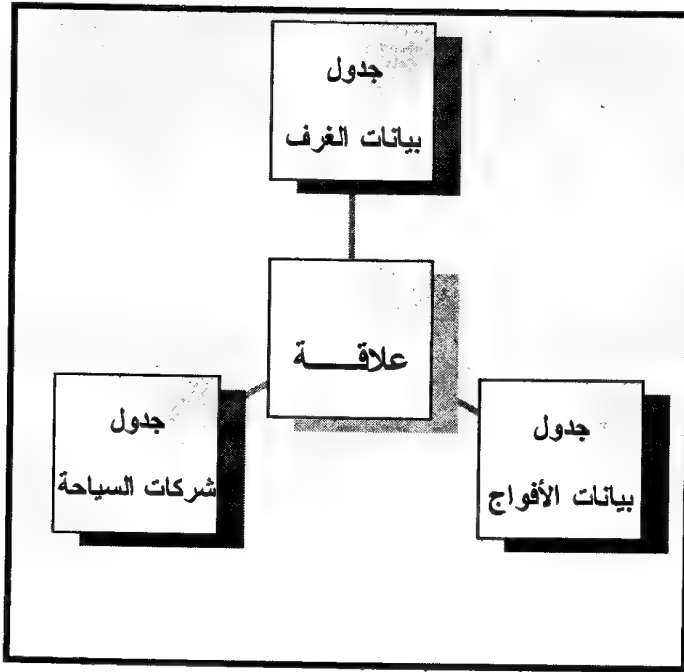 جدول
بيانات الغرف
علاقـــــة
جدول
بيانات الأفواج
جدول
شركات السياحة